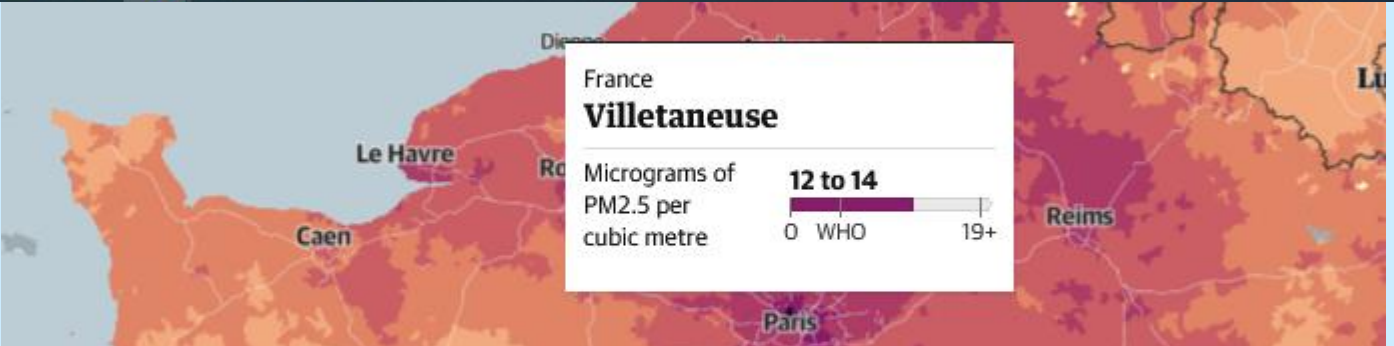 France
Villetaneuse
Le Havre
Micrograms of
PM2.5 per
cubic metre
12 to 14
0 WHO 19+
Caen
Reims
Paris